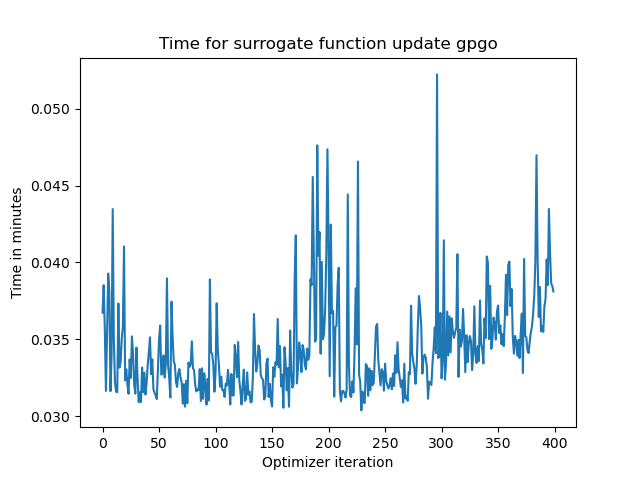 Time for surrogate function update gpgo
0.050
0.045
0.040
0.035
0.030
Time in minutes
0 50 100 150 200 250 300 350 400
Optimizer iteration